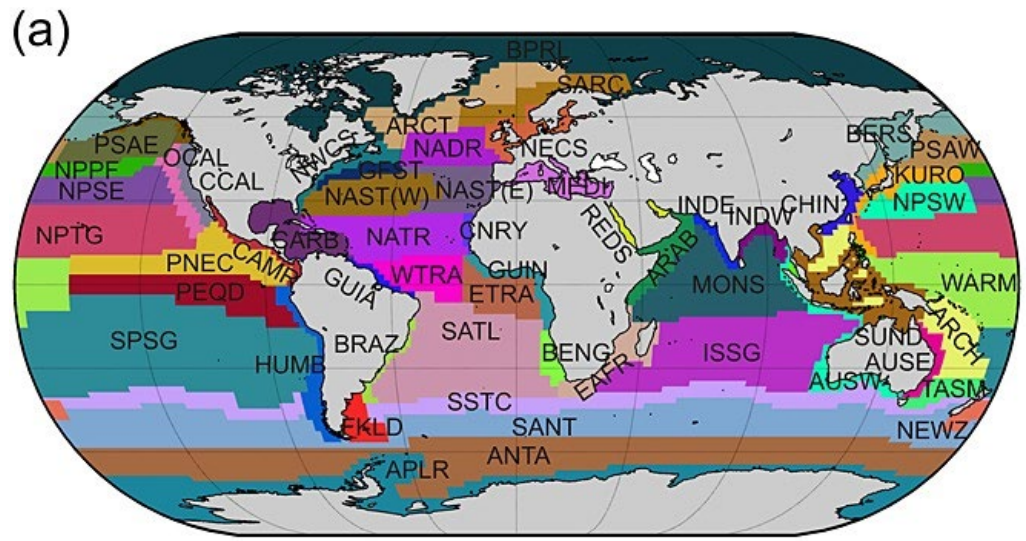 (a)
BPRL
SARC
ARCT
NADR
NECS
NWCS
GFST
NAST(W)
NAST(E)
MEDI
PSAE
OCAL
CCAL
NPPF
NPSE
NPTG
PNEC
CAMR
CARB
NATR
CNRY
REDS
ARAB
INDE
INDW
CHIN
BERS
PSAW
KURO
NPSW
PEQD
GUIA
WTRA
GUIN
ETRA
MONS
WARM
SPSG
HUMB
BRAZ
SATL
BENG
EAFR
ISSG
SUND
ARCH
AUSE
AUSW
TASM
SSTC
FKLD
SANT
NEWZ
ANTA
APLR